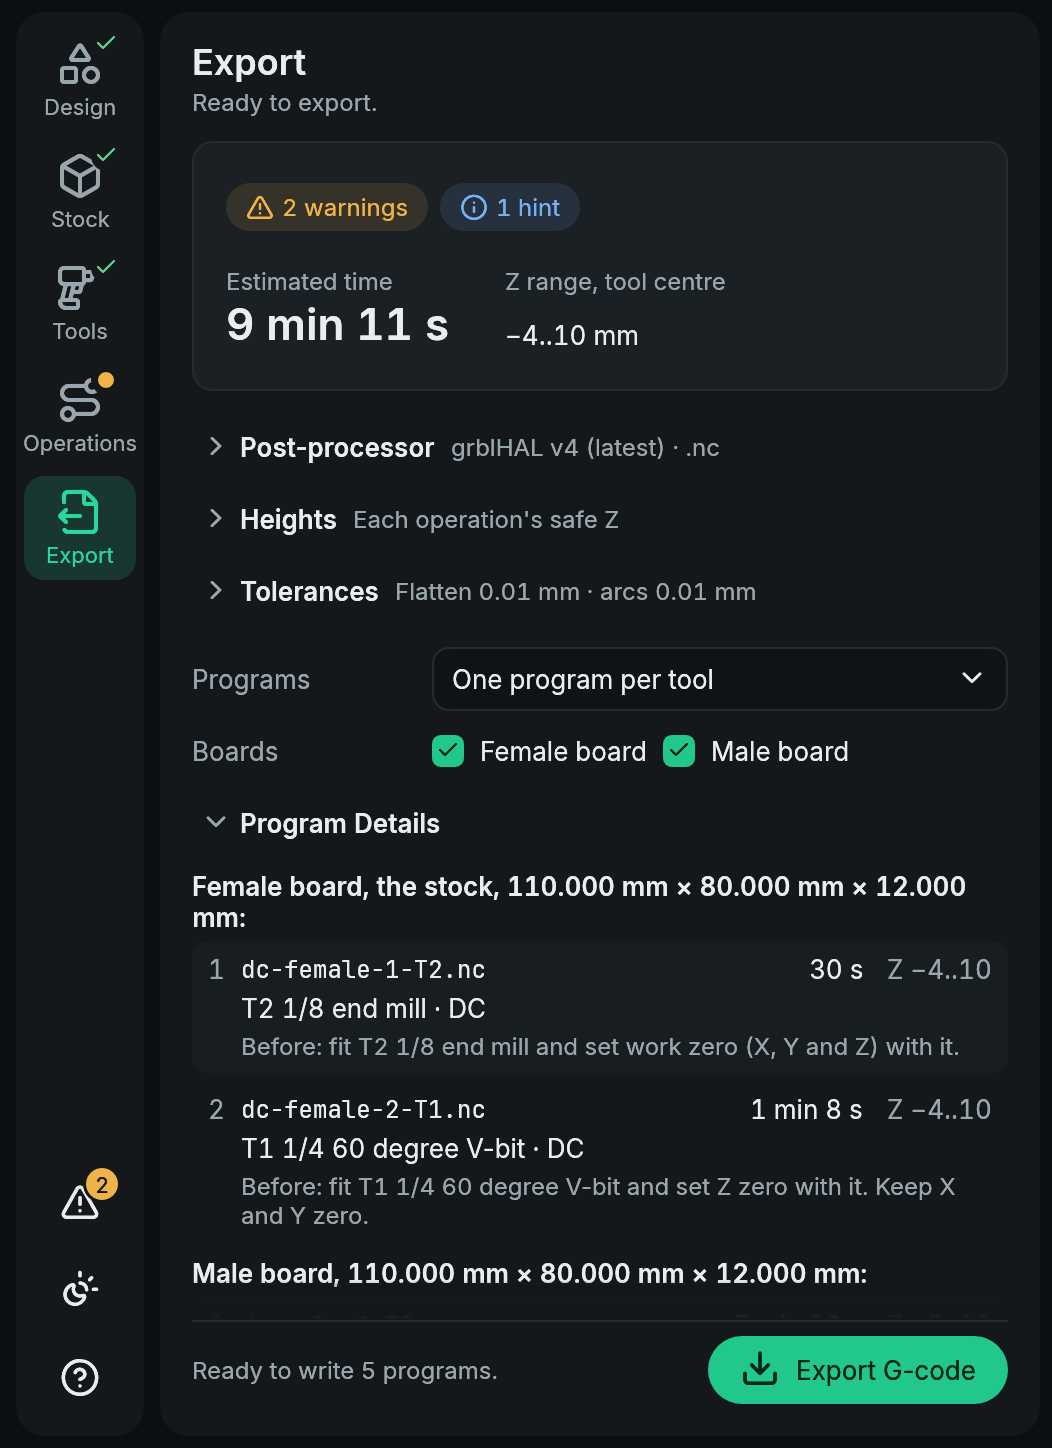 Export
Ready to export.
Design
Stock
Tools
Operations
Export
2 warnings
1 hint
Estimated time
Z range, tool centre
9 min 11 s
−4..10 mm
Post-processor grblHAL v4 (latest) · .nc
Heights Each operation's safe Z
Tolerances Flatten 0.01 mm · arcs 0.01 mm
Programs One program per tool
Boards Female board Male board
Program Details
Female board, the stock, 110.000 mm × 80.000 mm × 12.000
mm:
1 dc-female-1-T2.nc 30 s Z −4..10
T2 1/8 end mill · DC
Before: fit T2 1/8 end mill and set work zero (X, Y and Z) with it.
2 dc-female-2-T1.nc 1 min 8 s Z −4..10
T1 1/4 60 degree V-bit · DC
Before: fit T1 1/4 60 degree V-bit and set Z zero with it. Keep X
and Y zero.
Male board, 110.000 mm × 80.000 mm × 12.000 mm:
2
Ready to write 5 programs.
Export G-code